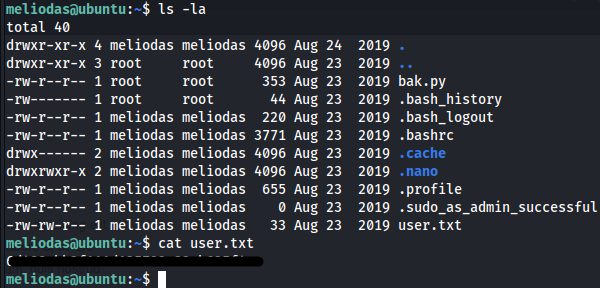 meliodas@ubuntu:~$ ls -la
total 40
drwxr-xr-x 4 meliodas meliodas 4096 Aug 24  2019 .
drwxr-xr-x 3 root     root     4096 Aug 23  2019 ..
-rw-r--r-- 1 root     root      353 Aug 23  2019 bak.py
-rw------- 1 root     root       44 Aug 23  2019 .bash_history
-rw-r--r-- 1 meliodas meliodas  220 Aug 23  2019 .bash_logout
-rw-r--r-- 1 meliodas meliodas 3771 Aug 23  2019 .bashrc
drwx------ 2 meliodas meliodas 4096 Aug 23  2019 .cache
drwxrwxr-x 2 meliodas meliodas 4096 Aug 23  2019 .nano
-rw-r--r-- 1 meliodas meliodas  655 Aug 23  2019 .profile
-rw-r--r-- 1 meliodas meliodas    0 Aug 23  2019 .sudo_as_admin_successful
-rw-rw-r-- 1 meliodas meliodas   33 Aug 23  2019 user.txt
meliodas@ubuntu:~$ cat user.txt
meliodas@ubuntu:~$